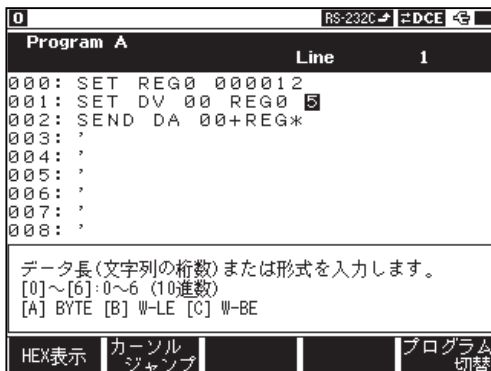 0 RS-232C ⇄DCE
Program A
Line 1
000: SET REG0 000012
001: SET DV 00 REG0 5
002: SEND DA 00+REG*
003: '
004: '
005: '
006: '
007: '
008: '
データ長(文字列の桁数)または形式を入力します。
[0]～[6]:0～6 (10進数)
[A] BYTE [B] W-LE [C] W-BE
HEX表示 カーソル ジャンプ プログラム 切替